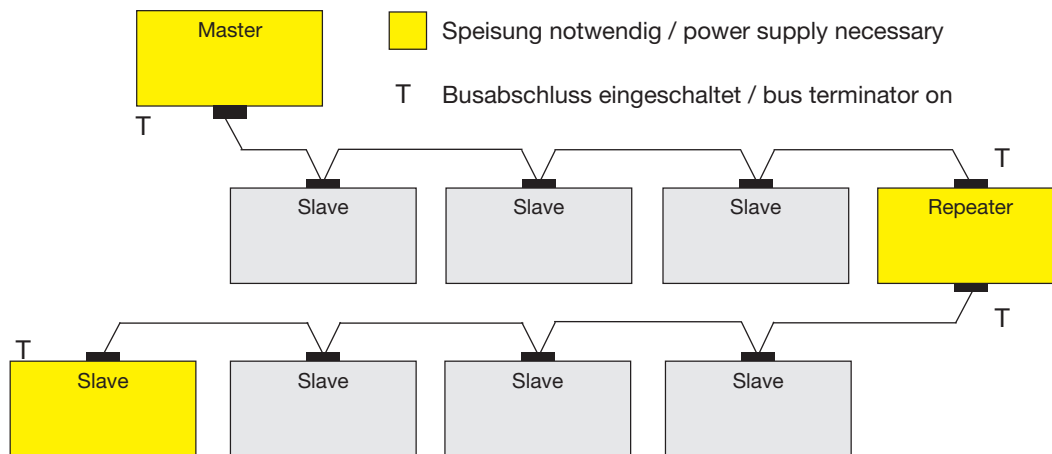 Master
Speisung notwendig / power supply necessary
T
Busabschluss eingeschaltet / bus terminator on
T
T
Slave
Slave
Slave
Repeater
T
T
Slave
Slave
Slave
Slave